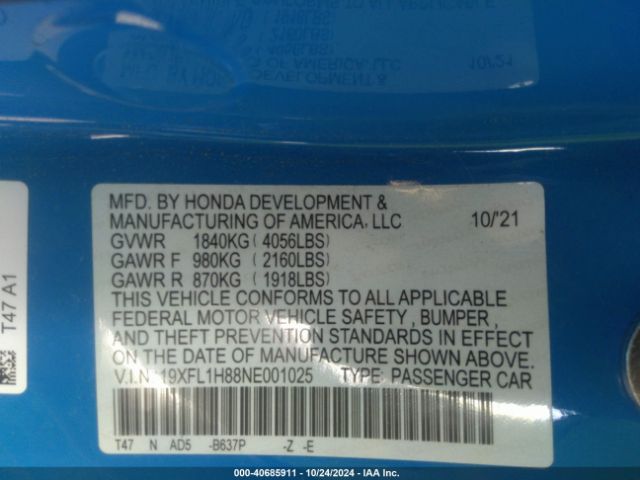 MFD. BY HONDA DEVELOPMENT &
MANUFACTURING OF AMERICA, LLC 10/'21
GVWR 1840KG ( 4056LBS)
GAWR F 980KG ( 2160LBS)
GAWR R 870KG ( 1918LBS)
THIS VEHICLE CONFORMS TO ALL APPLICABLE
FEDERAL MOTOR VEHICLE SAFETY , BUMPER,
AND THEFT PREVENTION STANDARDS IN EFFECT
ON THE DATE OF MANUFACTURE SHOWN ABOVE.
V.I.N. 19XFL1H88NE001025 TYPE: PASSENGER CAR
T47 N AD5 -B637P -Z -E
T47 A1
000-40685911 - 10/24/2024 - IAA Inc.